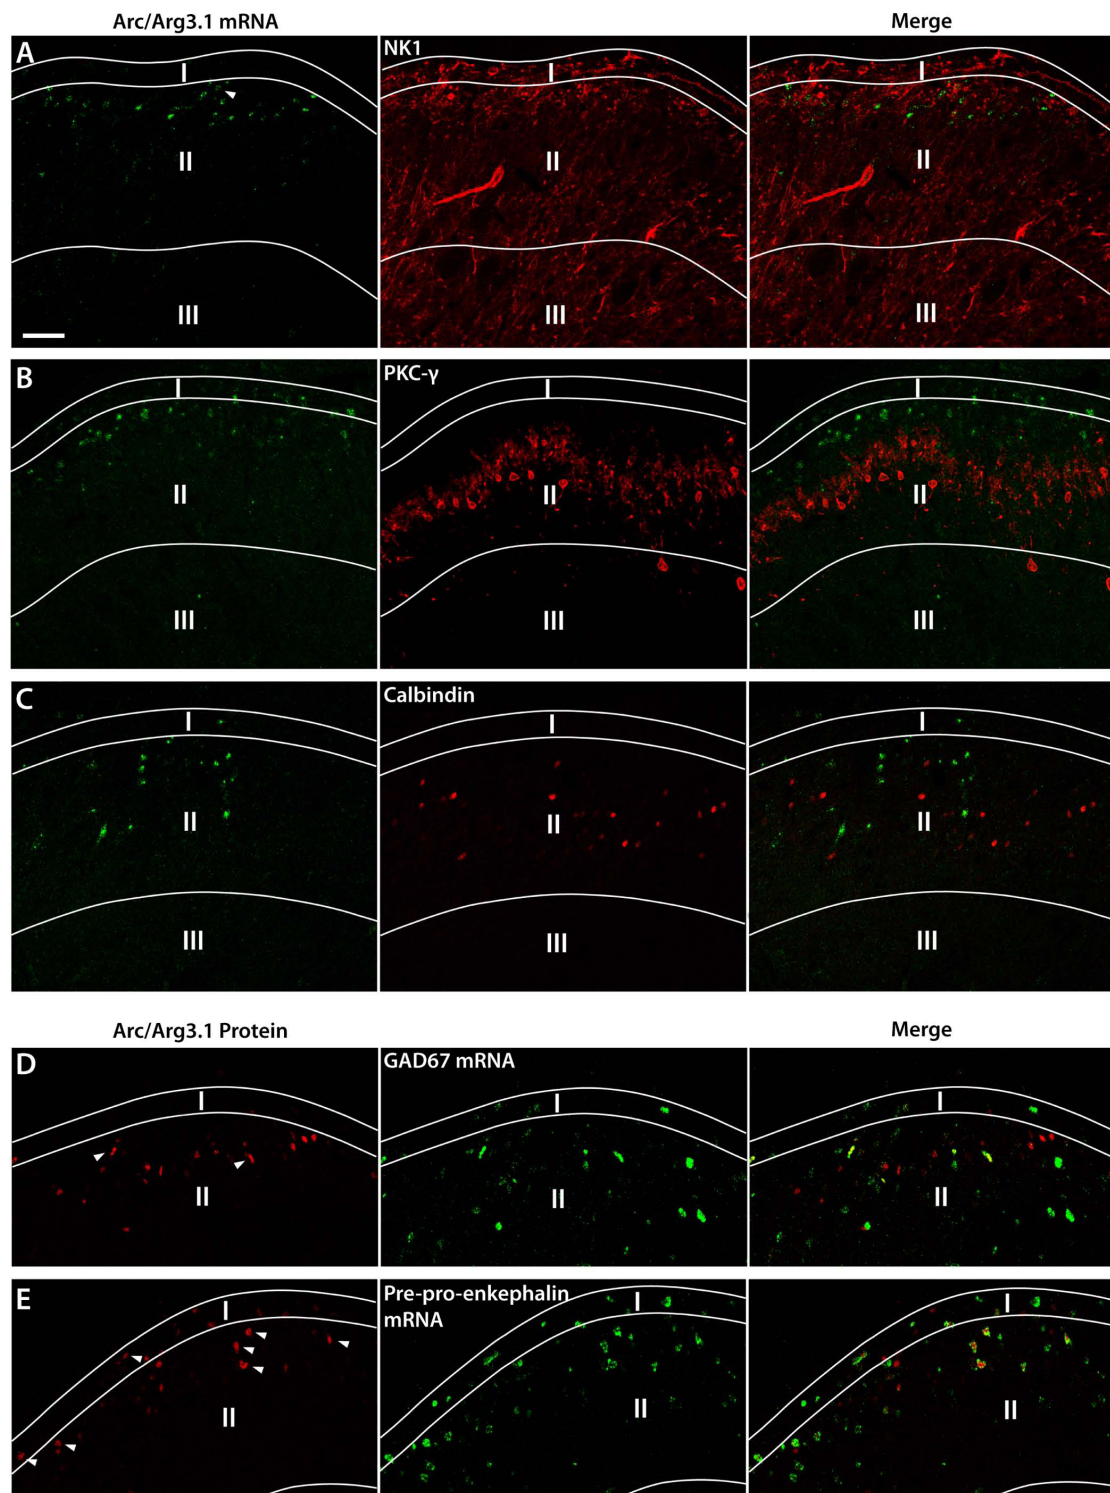 Arc/Arg3.1 mRNA
Merge
A
I
II
III
NK1
I
II
III
I
II
III
B
I
II
III
PKC-γ
I
II
III
I
II
III
C
I
II
III
Calbindin
I
II
III
I
II
III
Arc/Arg3.1 Protein
Merge
D
I
II
GAD67 mRNA
I
II
I
II
E
I
II
Pre-pro-enkephalin
mRNA
I
II
I
II